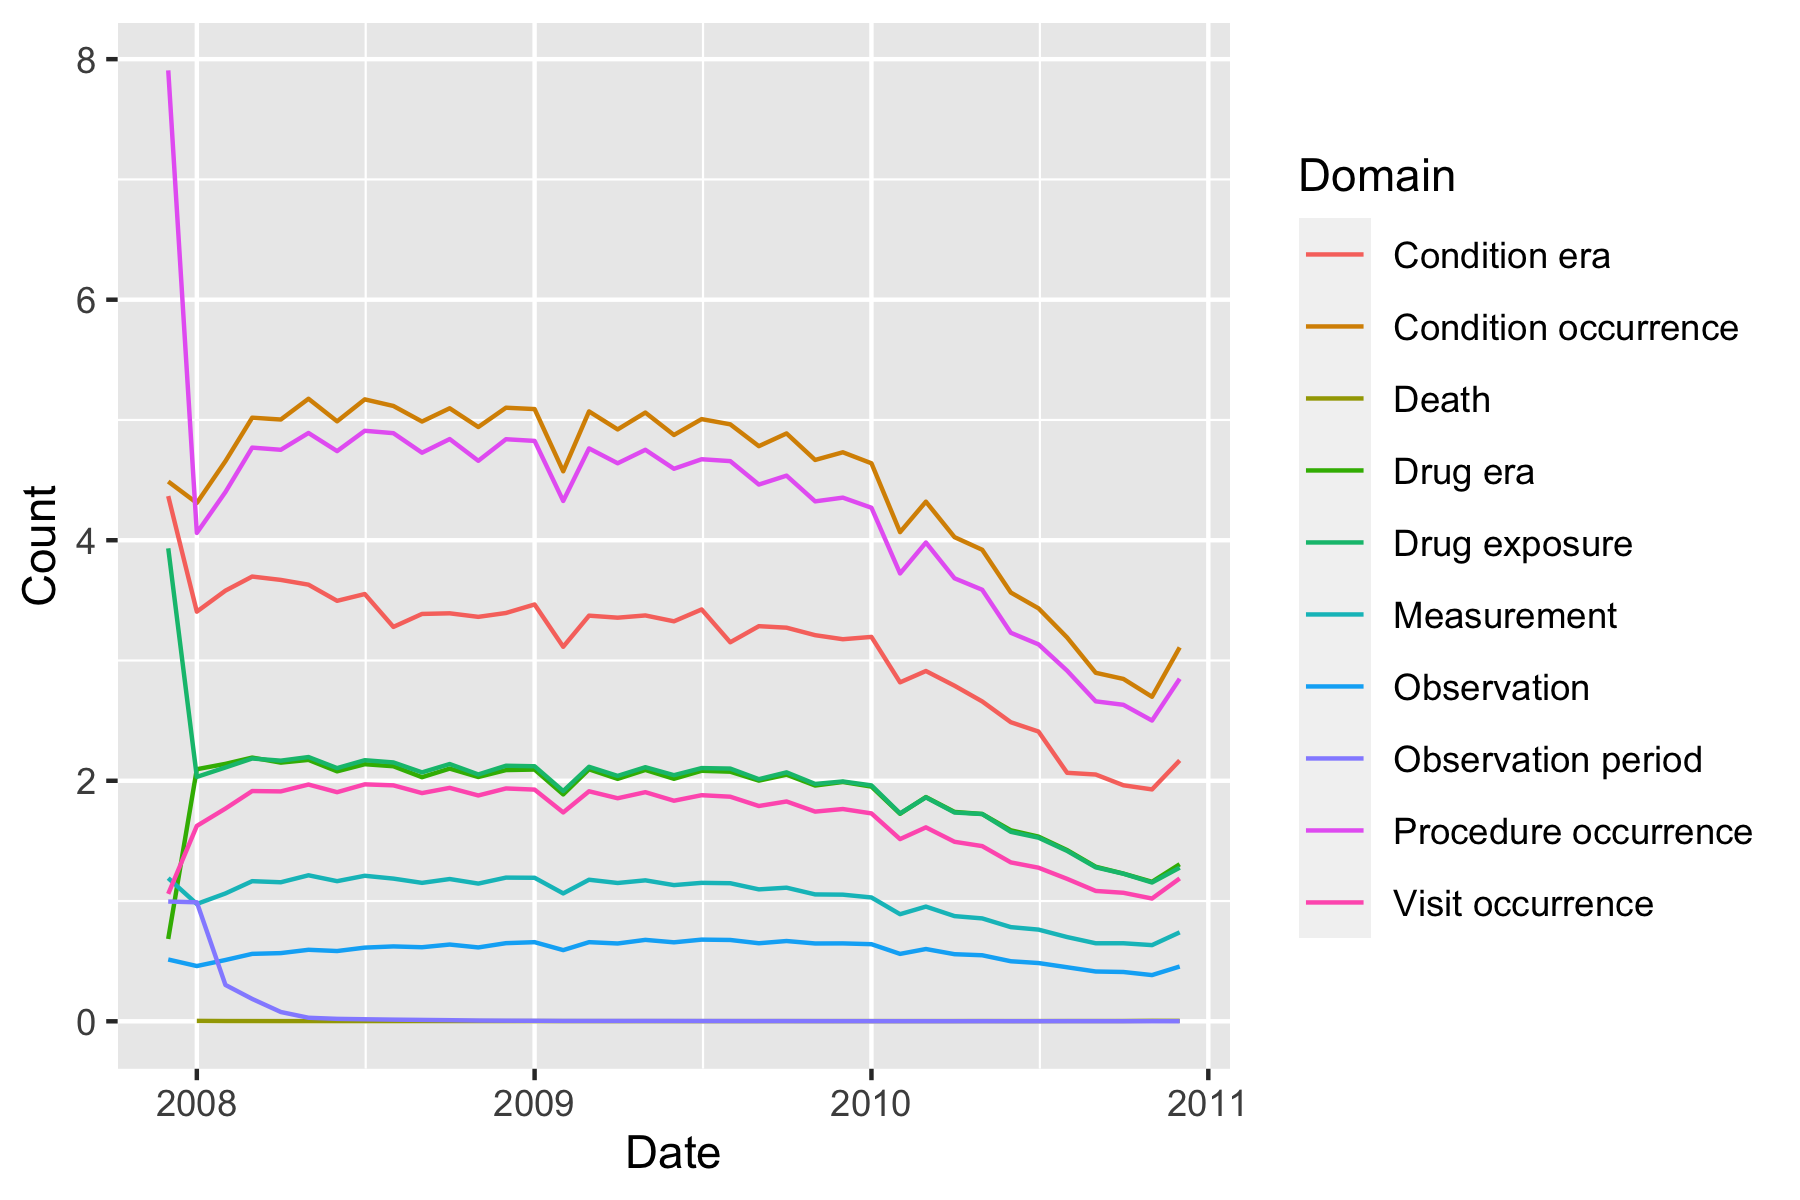 8
6
4
2
0
Count
2008
2009
2010
2011
Date
Domain
Condition era
Condition occurrence
Death
Drug era
Drug exposure
Measurement
Observation
Observation period
Procedure occurrence
Visit occurrence